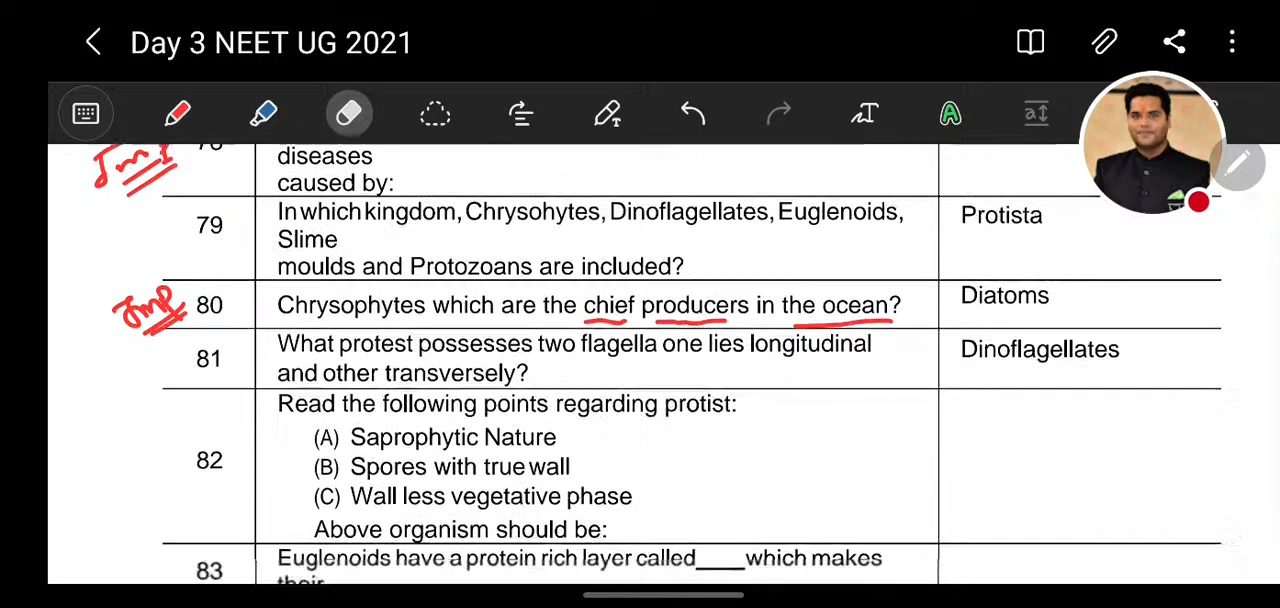 Day 3 NEET UG 2021
Imp
diseases
caused by:
79 In which kingdom, Chrysohytes, Dinoflagellates, Euglenoids, Protista
Slime
moulds and Protozoans are included?
Imp 80 Chrysophytes which are the chief producers in the ocean? Diatoms
81 What protest possesses two flagella one lies longitudinal Dinoflagellates
and other transversely?
82 Read the following points regarding protist:
(A) Saprophytic Nature
(B) Spores with true wall
(C) Wall less vegetative phase
Above organism should be:
83 Euglenoids have a protein rich layer called____which makes